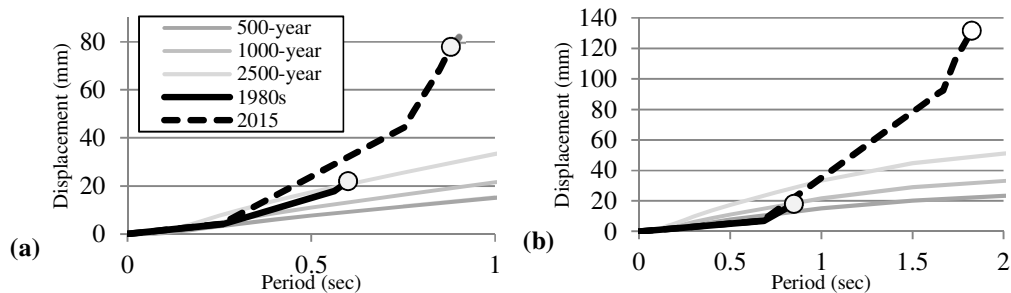 80
60
40
20
0
Displacement (mm)
500-year
1000-year
2500-year
1980s
2015
0
0.5
1
Period (sec)
(a)
140
120
100
80
60
40
20
0
Displacement (mm)
0
0.5
1
1.5
2
Period (sec)
(b)